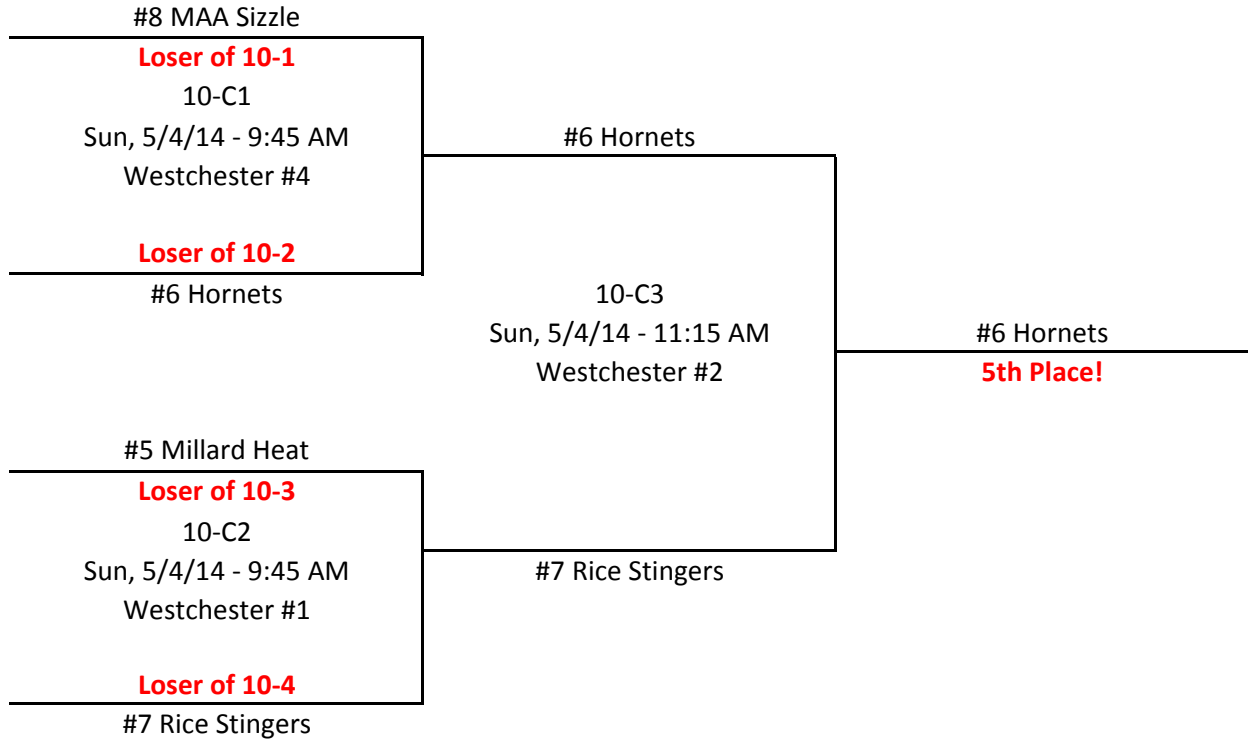 #8 MAA Sizzle
Loser of 10-1
10-C1
Sun, 5/4/14 - 9:45 AM
Westchester #4
Loser of 10-2
#6 Hornets
#6 Hornets
10-C3
Sun, 5/4/14 - 11:15 AM
Westchester #2
#6 Hornets
5th Place!
#5 Millard Heat
Loser of 10-3
10-C2
Sun, 5/4/14 - 9:45 AM
Westchester #1
Loser of 10-4
#7 Rice Stingers
#7 Rice Stingers